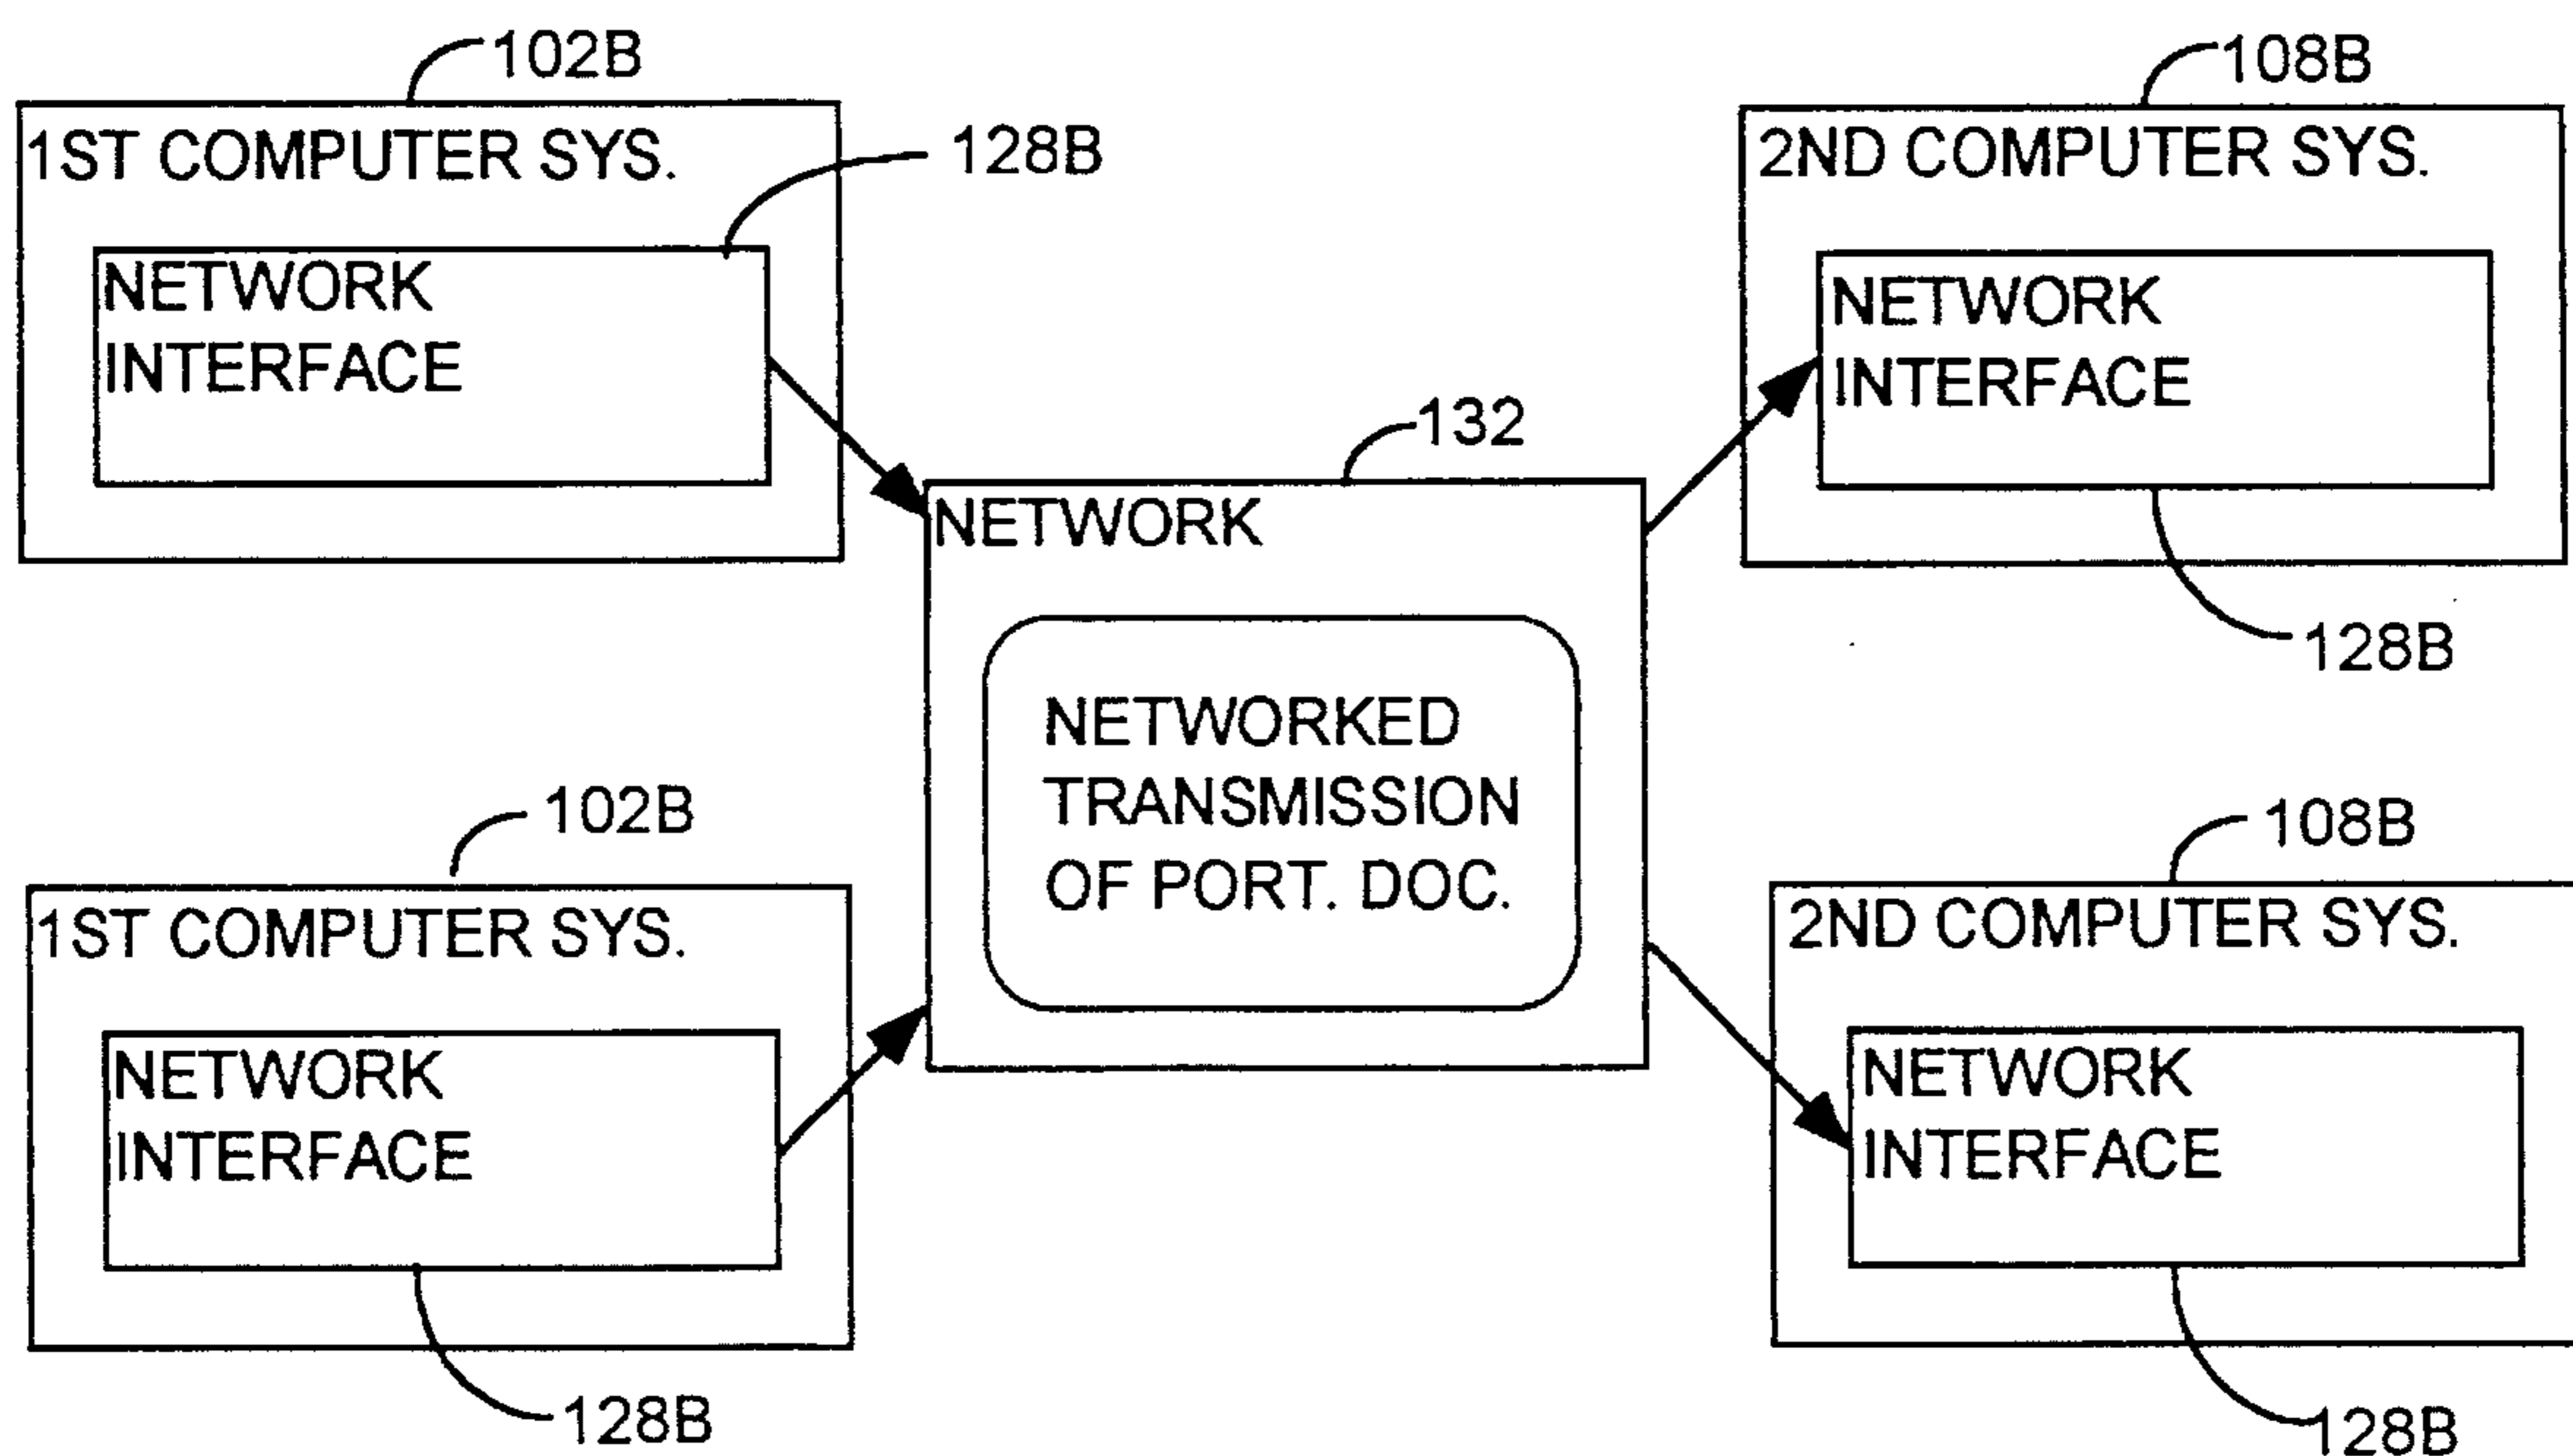 102B
1ST COMPUTER SYS.
128B
NETWORK
INTERFACE
108B
2ND COMPUTER SYS.
NETWORK
INTERFACE
128B
132
NETWORK
NETWORKED
TRANSMISSION
OF PORT. DOC.
102B
1ST COMPUTER SYS.
NETWORK
INTERFACE
128B
108B
2ND COMPUTER SYS.
NETWORK
INTERFACE
128B